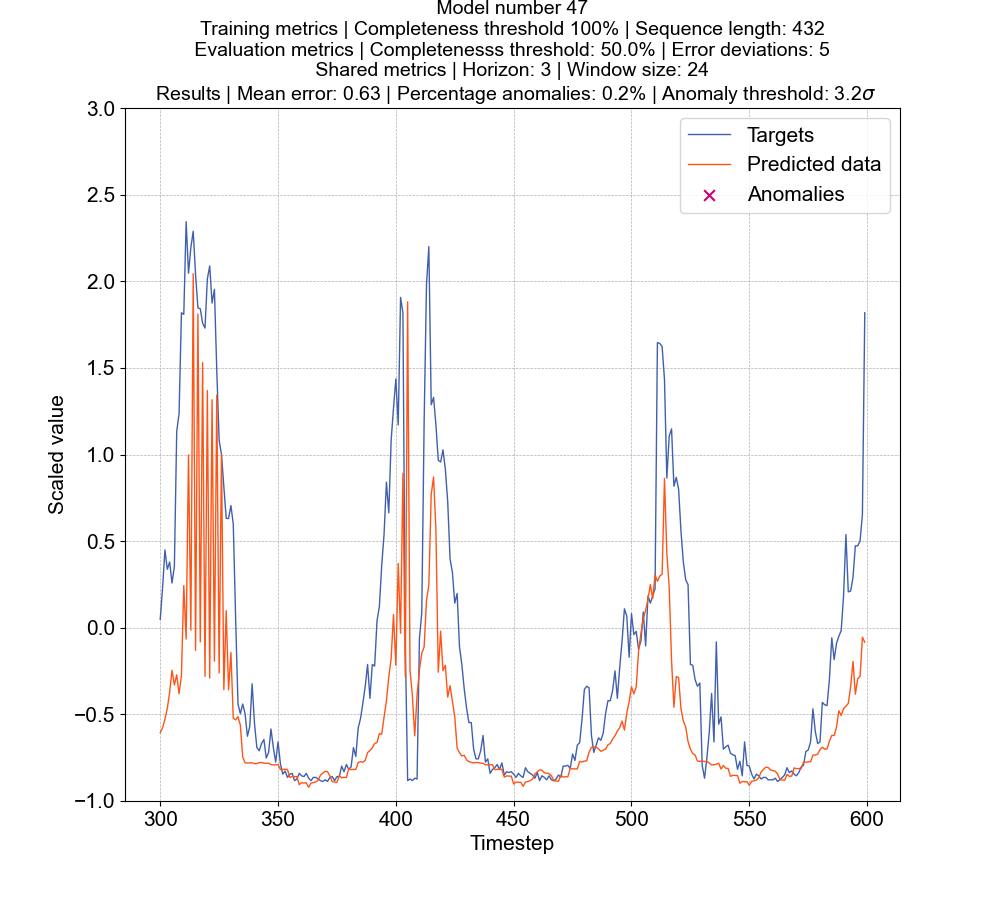 Model number 47
Training metrics | Completeness threshold 100% | Sequence length: 432
Evaluation metrics | Completenesss threshold: 50.0% | Error deviations: 5
Shared metrics | Horizon: 3 | Window size: 24
Results | Mean error: 0.63 | Percentage anomalies: 0.2% | Anomaly threshold: 3.2σ
3.0
2.5
2.0
1.5
1.0
0.5
0.0
−0.5
−1.0
Scaled value
Targets
Predicted data
Anomalies
300 350 400 450 500 550 600
Timestep